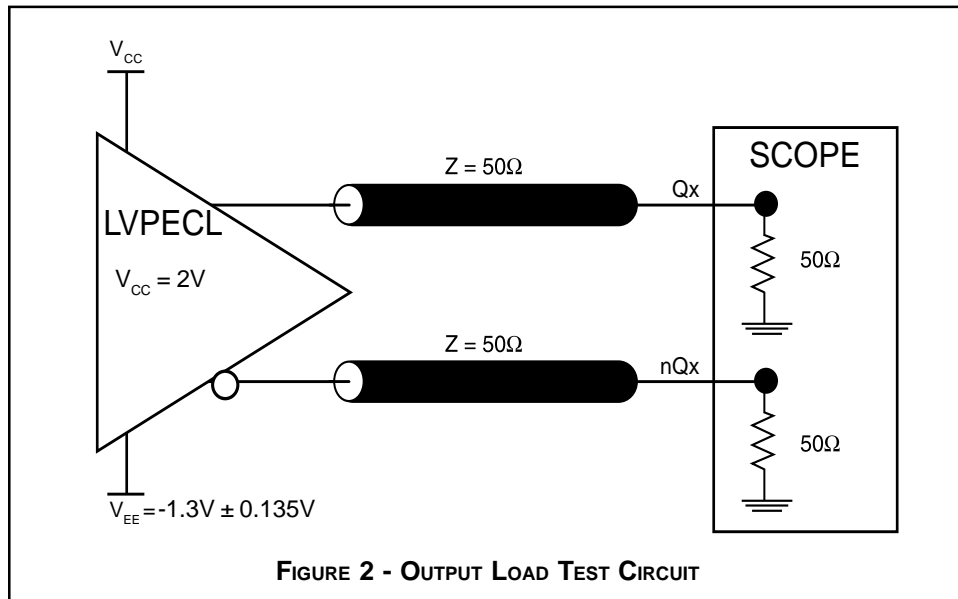 V_CC
LVPECL
V_CC = 2V
V_EE = -1.3V ± 0.135V
Z = 50Ω
Qx
Z = 50Ω
nQx
SCOPE
50Ω
50Ω
FIGURE 2 - OUTPUT LOAD TEST CIRCUIT